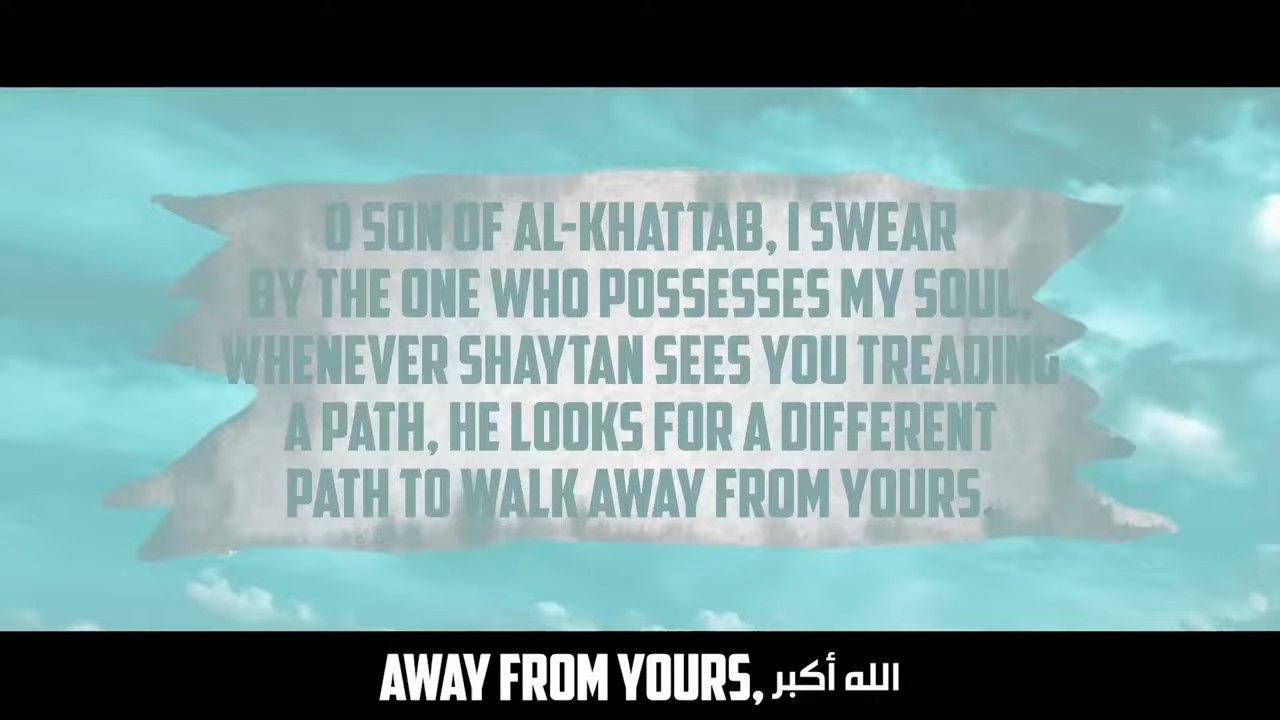 O SON OF AL-KHATTAB, I SWEAR
BY THE ONE WHO POSSESSES MY SOUL.
WHENEVER SHAYTAN SEES YOU TREADING
A PATH, HE LOOKS FOR A DIFFERENT
PATH TO WALK AWAY FROM YOURS.
AWAY FROM YOURS, الله أكبر